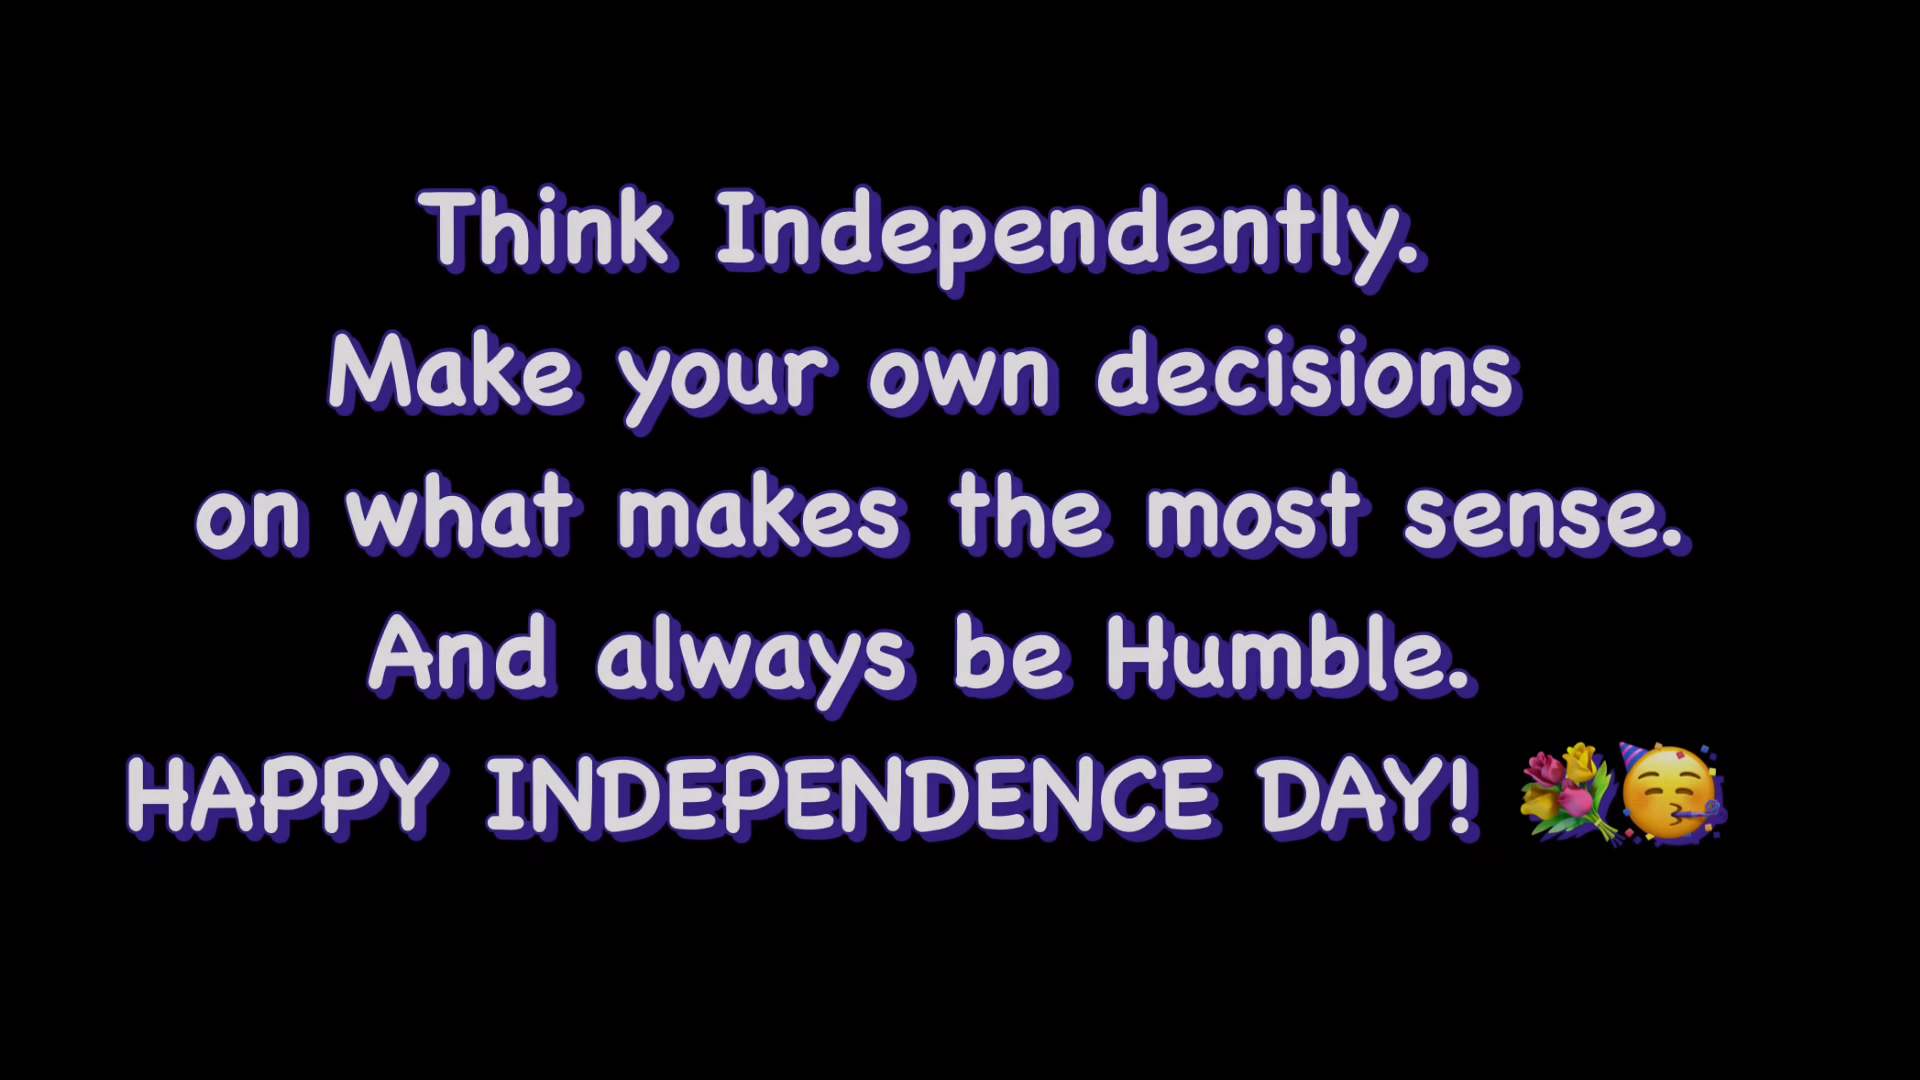 Think Independently.
Make your own decisions
on what makes the most sense.
And always be Humble.
HAPPY INDEPENDENCE DAY! 💐🥳